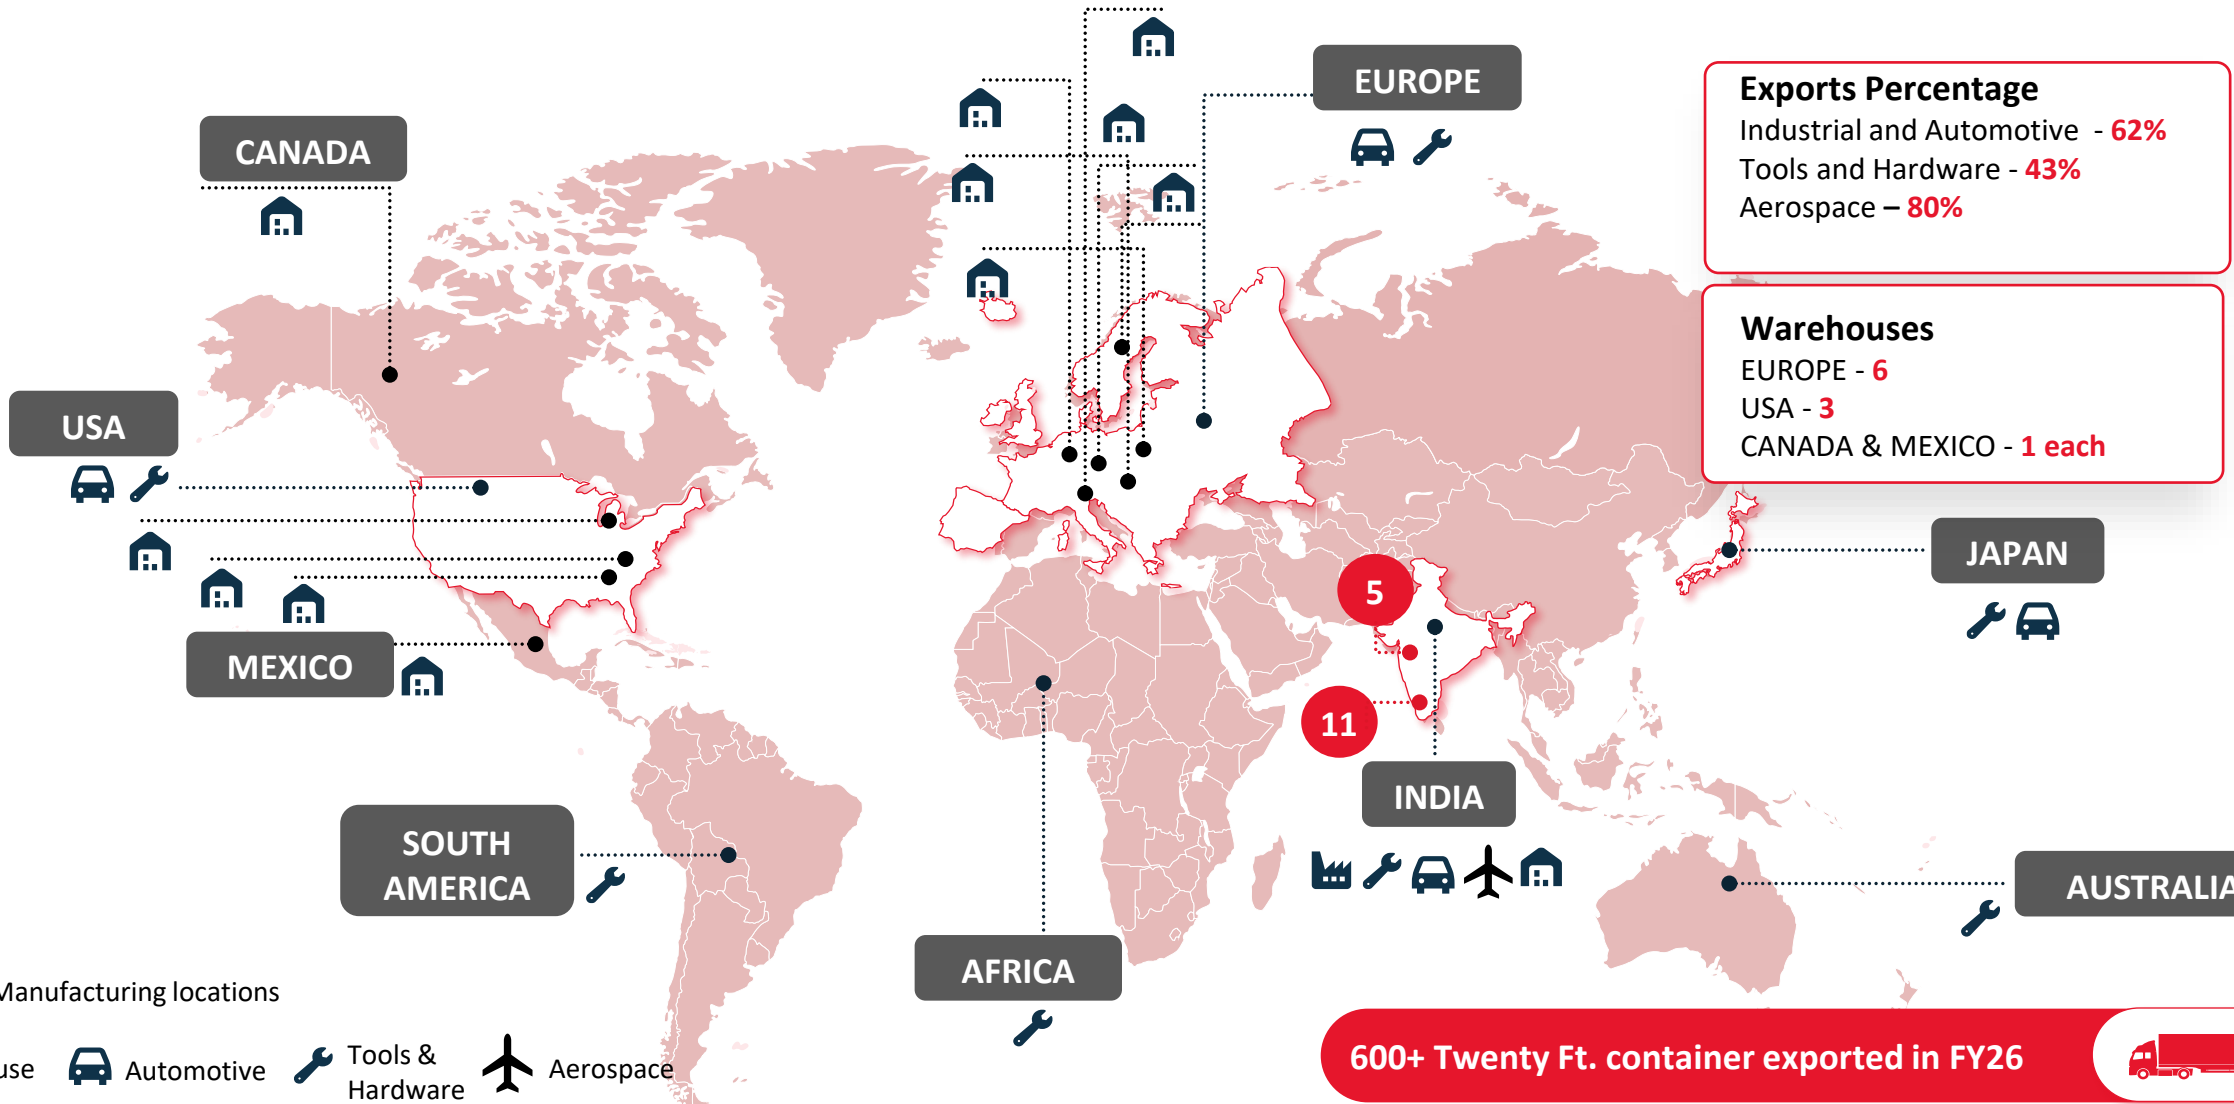 EUROPE
Exports Percentage
Industrial and Automotive - 62%
Tools and Hardware - 43%
Aerospace – 80%
CANADA
Warehouses
EUROPE - 6
USA - 3
CANADA & MEXICO - 1 each
USA
JAPAN
5
MEXICO
11
INDIA
SOUTH
AMERICA
AUSTRALIA
AFRICA
Manufacturing locations
Automotive
Tools &
Hardware
Aerospace
600+ Twenty Ft. container exported in FY26